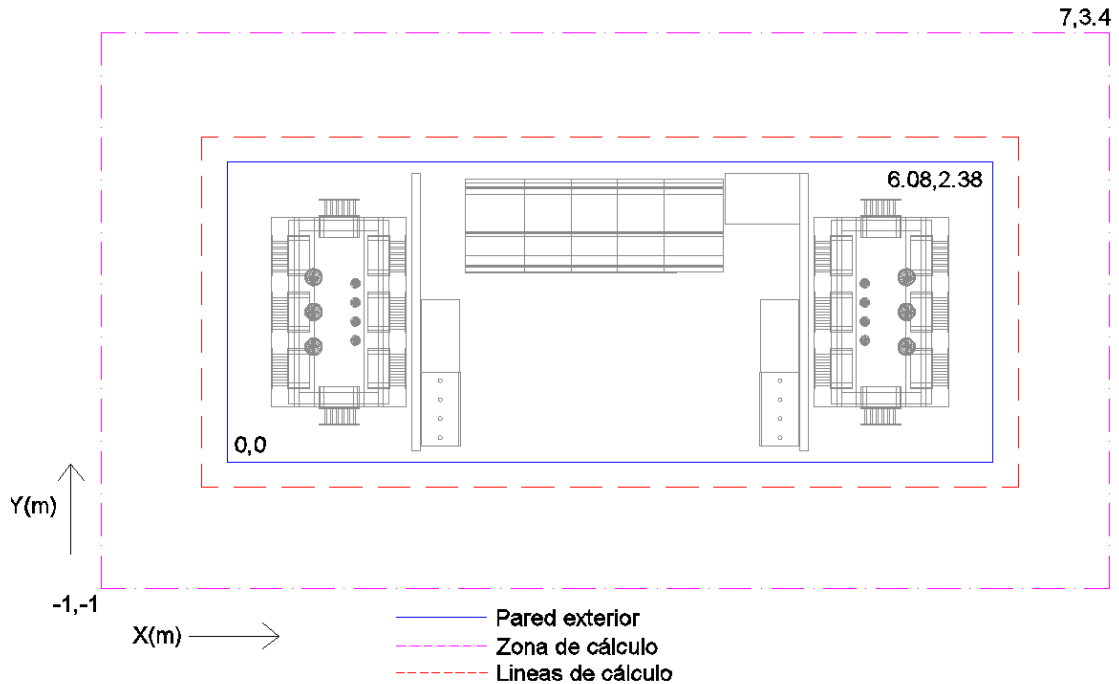 7,3.4
6.08,2.38
0,0
Y(m)
-1,-1
X(m)
Pared exterior
Zona de cálculo
Lineas de cálculo